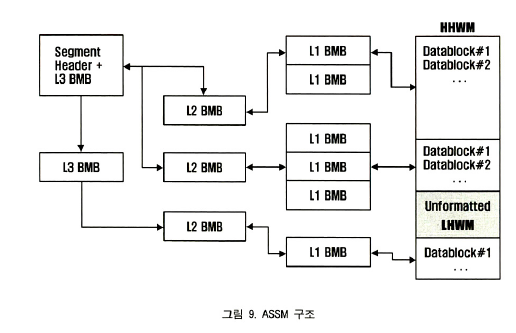 HHWM
Segment
Header +
L3 BMB
L1 BMB
L1 BMB
Datablock#1
Datablock#2
...
L2 BMB
L1 BMB
L3 BMB
L2 BMB
L1 BMB
Datablock#1
Datablock#2
...
L1 BMB
Unformatted
LHWM
L2 BMB
L1 BMB
Datablock#1
...
그림 9. ASSM 구조